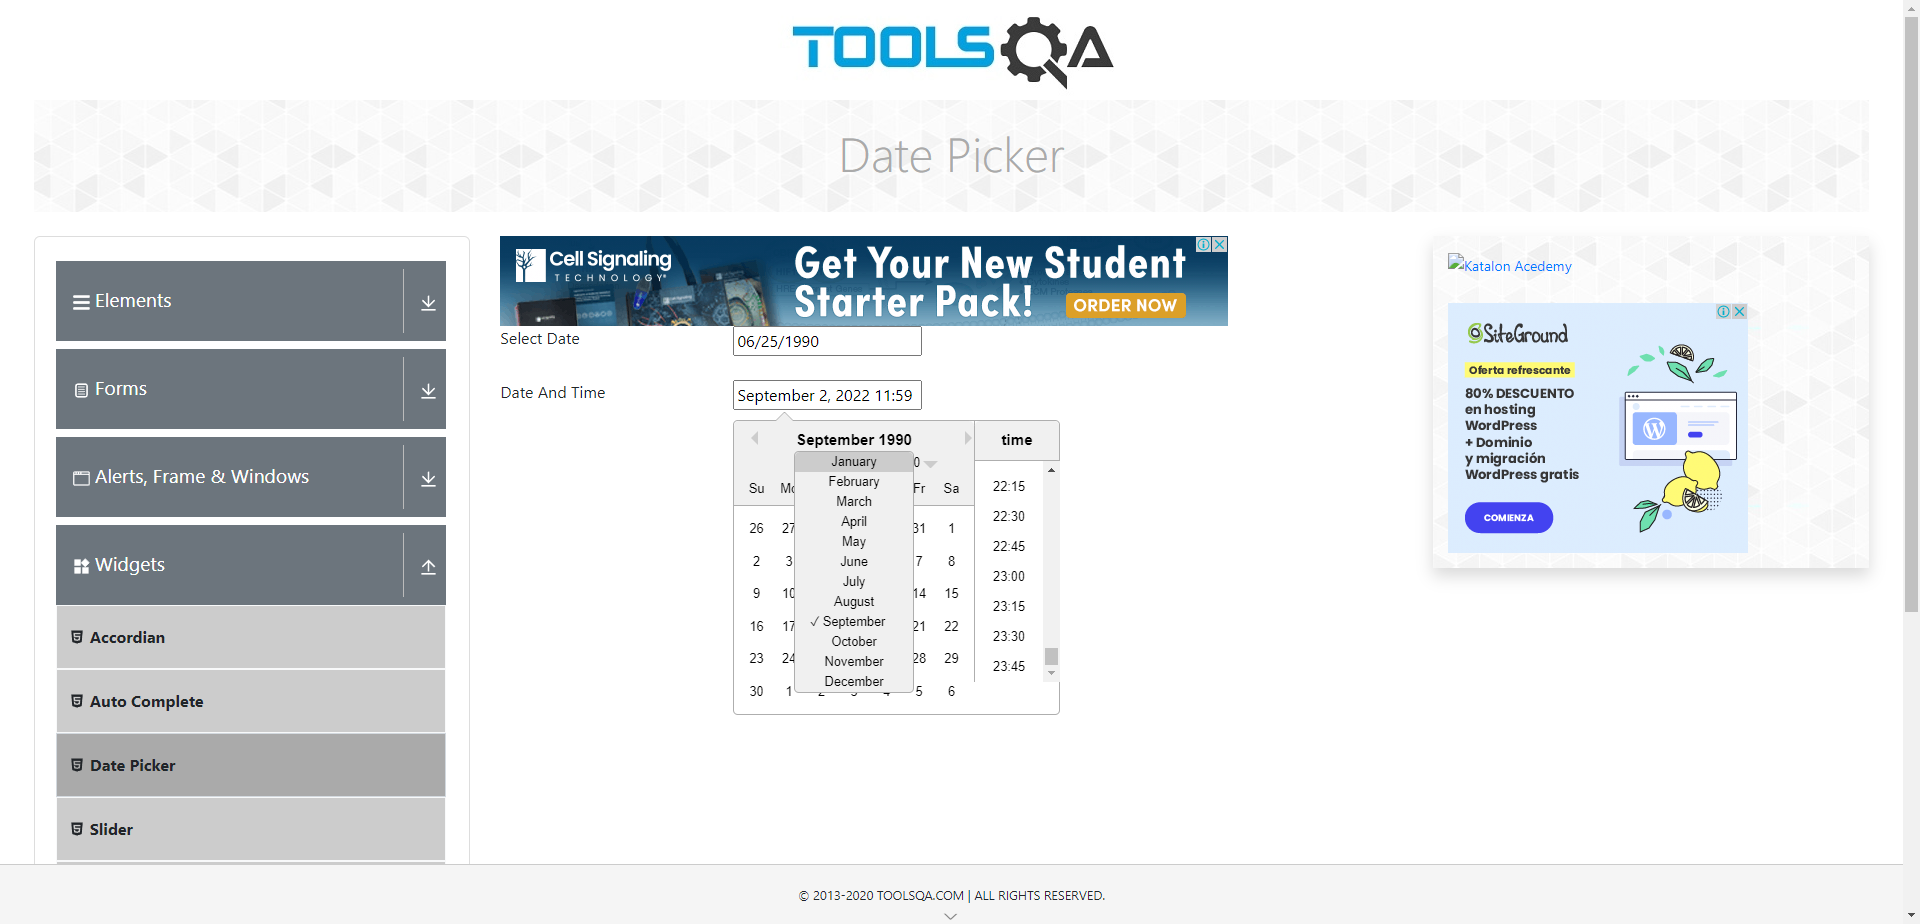 TOOLSQA
Date Picker
Elements
Forms
Alerts, Frame & Windows
Widgets
Accordian
Auto Complete
Date Picker
Slider
Cell Signaling
TECHNOLOGY
Get Your New Student
Starter Pack!
ORDER NOW
Select Date
06/25/1990
Date And Time
September 2, 2022 11:59
September 1990
0
January
February
March
April
May
June
July
August
✓ September
October
November
December
Su Mo Fr Sa
26 27 31 1
2 3 7 8
9 10 14 15
16 17 21 22
23 24 28 29
30 1 2 3 4 5 6
time
22:15
22:30
22:45
23:00
23:15
23:30
23:45
Katalon Acedemy
SiteGround
Oferta refrescante
80% DESCUENTO
en hosting
WordPress
+ Dominio
y migración
WordPress gratis
COMIENZA
© 2013-2020 TOOLSQA.COM | ALL RIGHTS RESERVED.